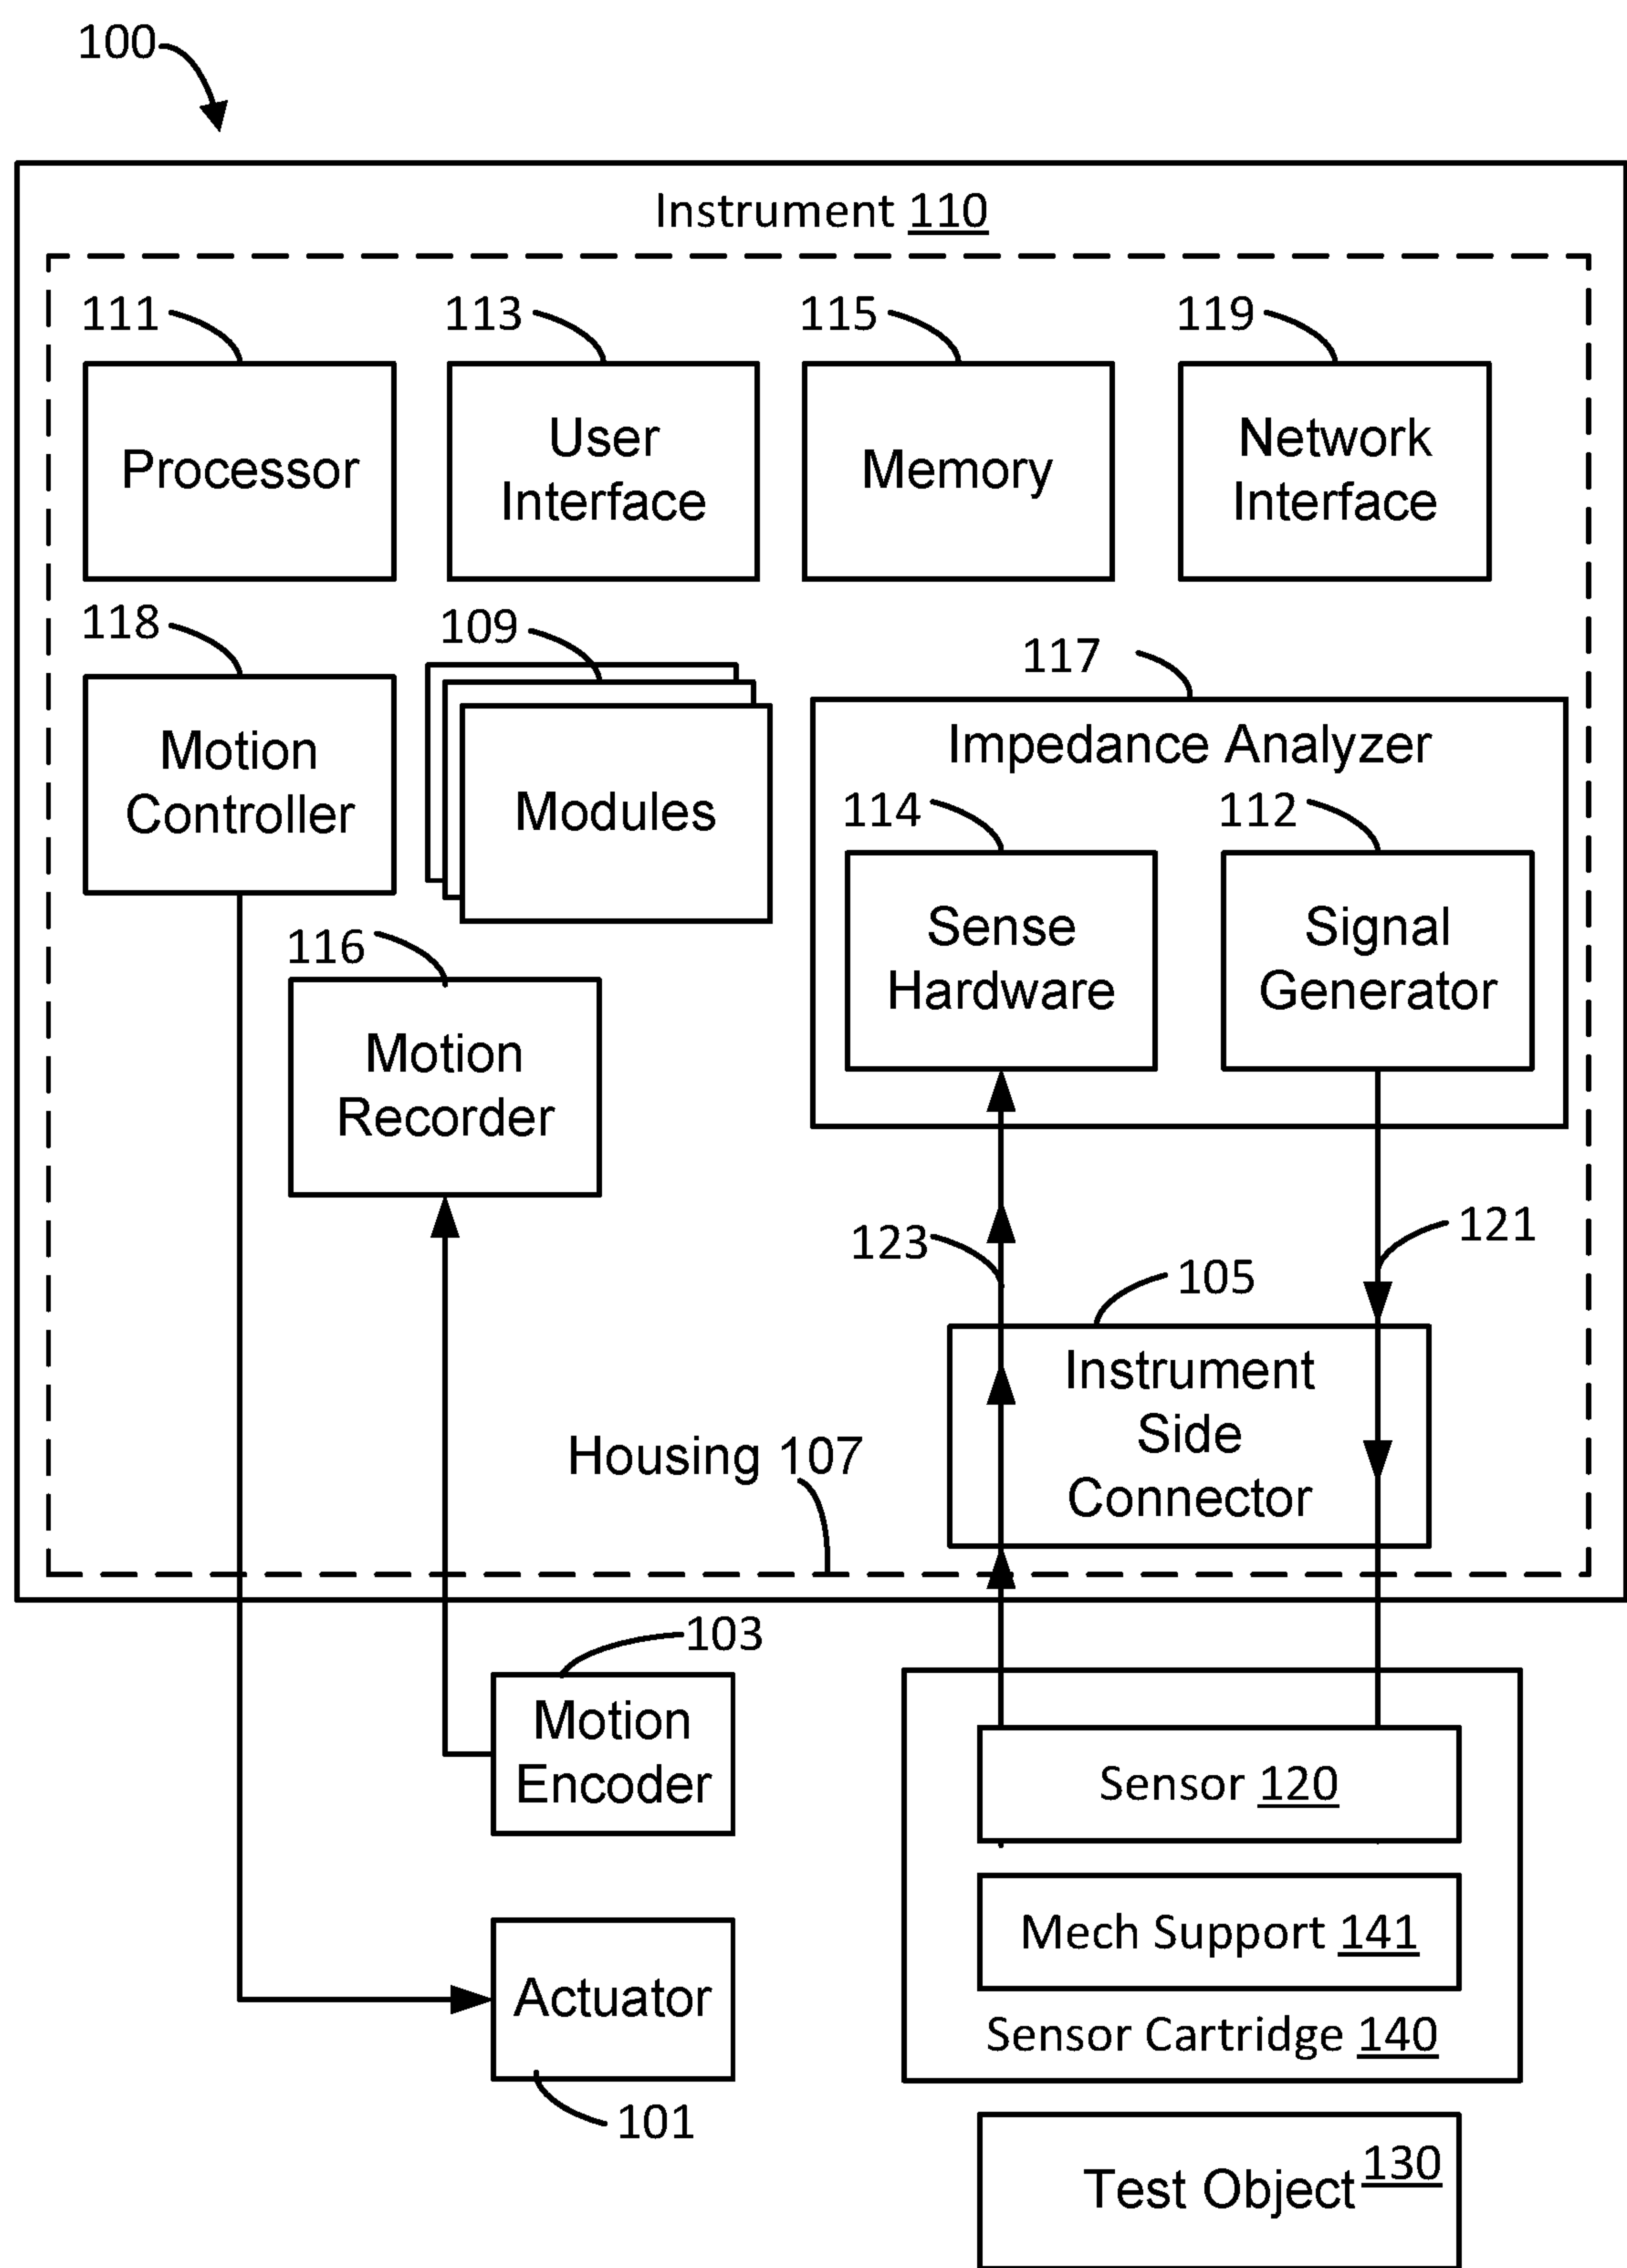 100
Instrument 110
111
113
115
119
Processor
User
Interface
Memory
Network
Interface
118
109
117
Motion
Controller
Modules
Impedance Analyzer
114
112
Sense
Hardware
Signal
Generator
116
Motion
Recorder
123
121
105
Instrument
Side
Connector
Housing 107
103
Motion
Encoder
Sensor 120
Mech Support 141
Sensor Cartridge 140
Actuator
101
Test Object 130